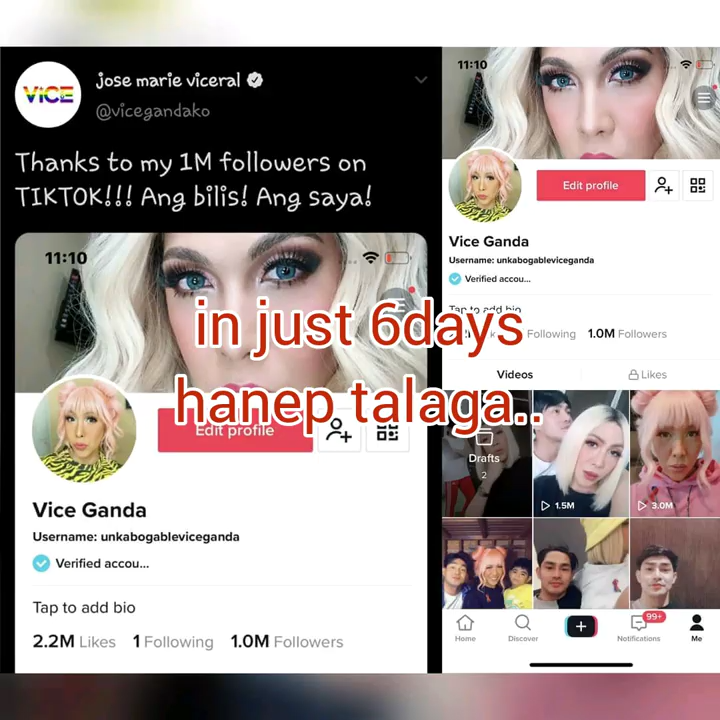 VICE
jose marie viceral
@vicegandako
Thanks to my 1M followers on
TIKTOK!!! Ang bilis! Ang saya!
11:10
Edit profile
Vice Ganda
Username: unkabogableviceganda
Verified accou...
Tap to add bio
2.2M Likes 1 Following 1.0M Followers
in just 6days
hanep talaga..
11:10
Edit profile
Vice Ganda
Username: unkabogableviceganda
Verified accou...
Tap to add bio
Following 1.0M Followers
Videos
Likes
Drafts
2
1.5M
3.0M
99+
Home
Discover
Notifications
Me